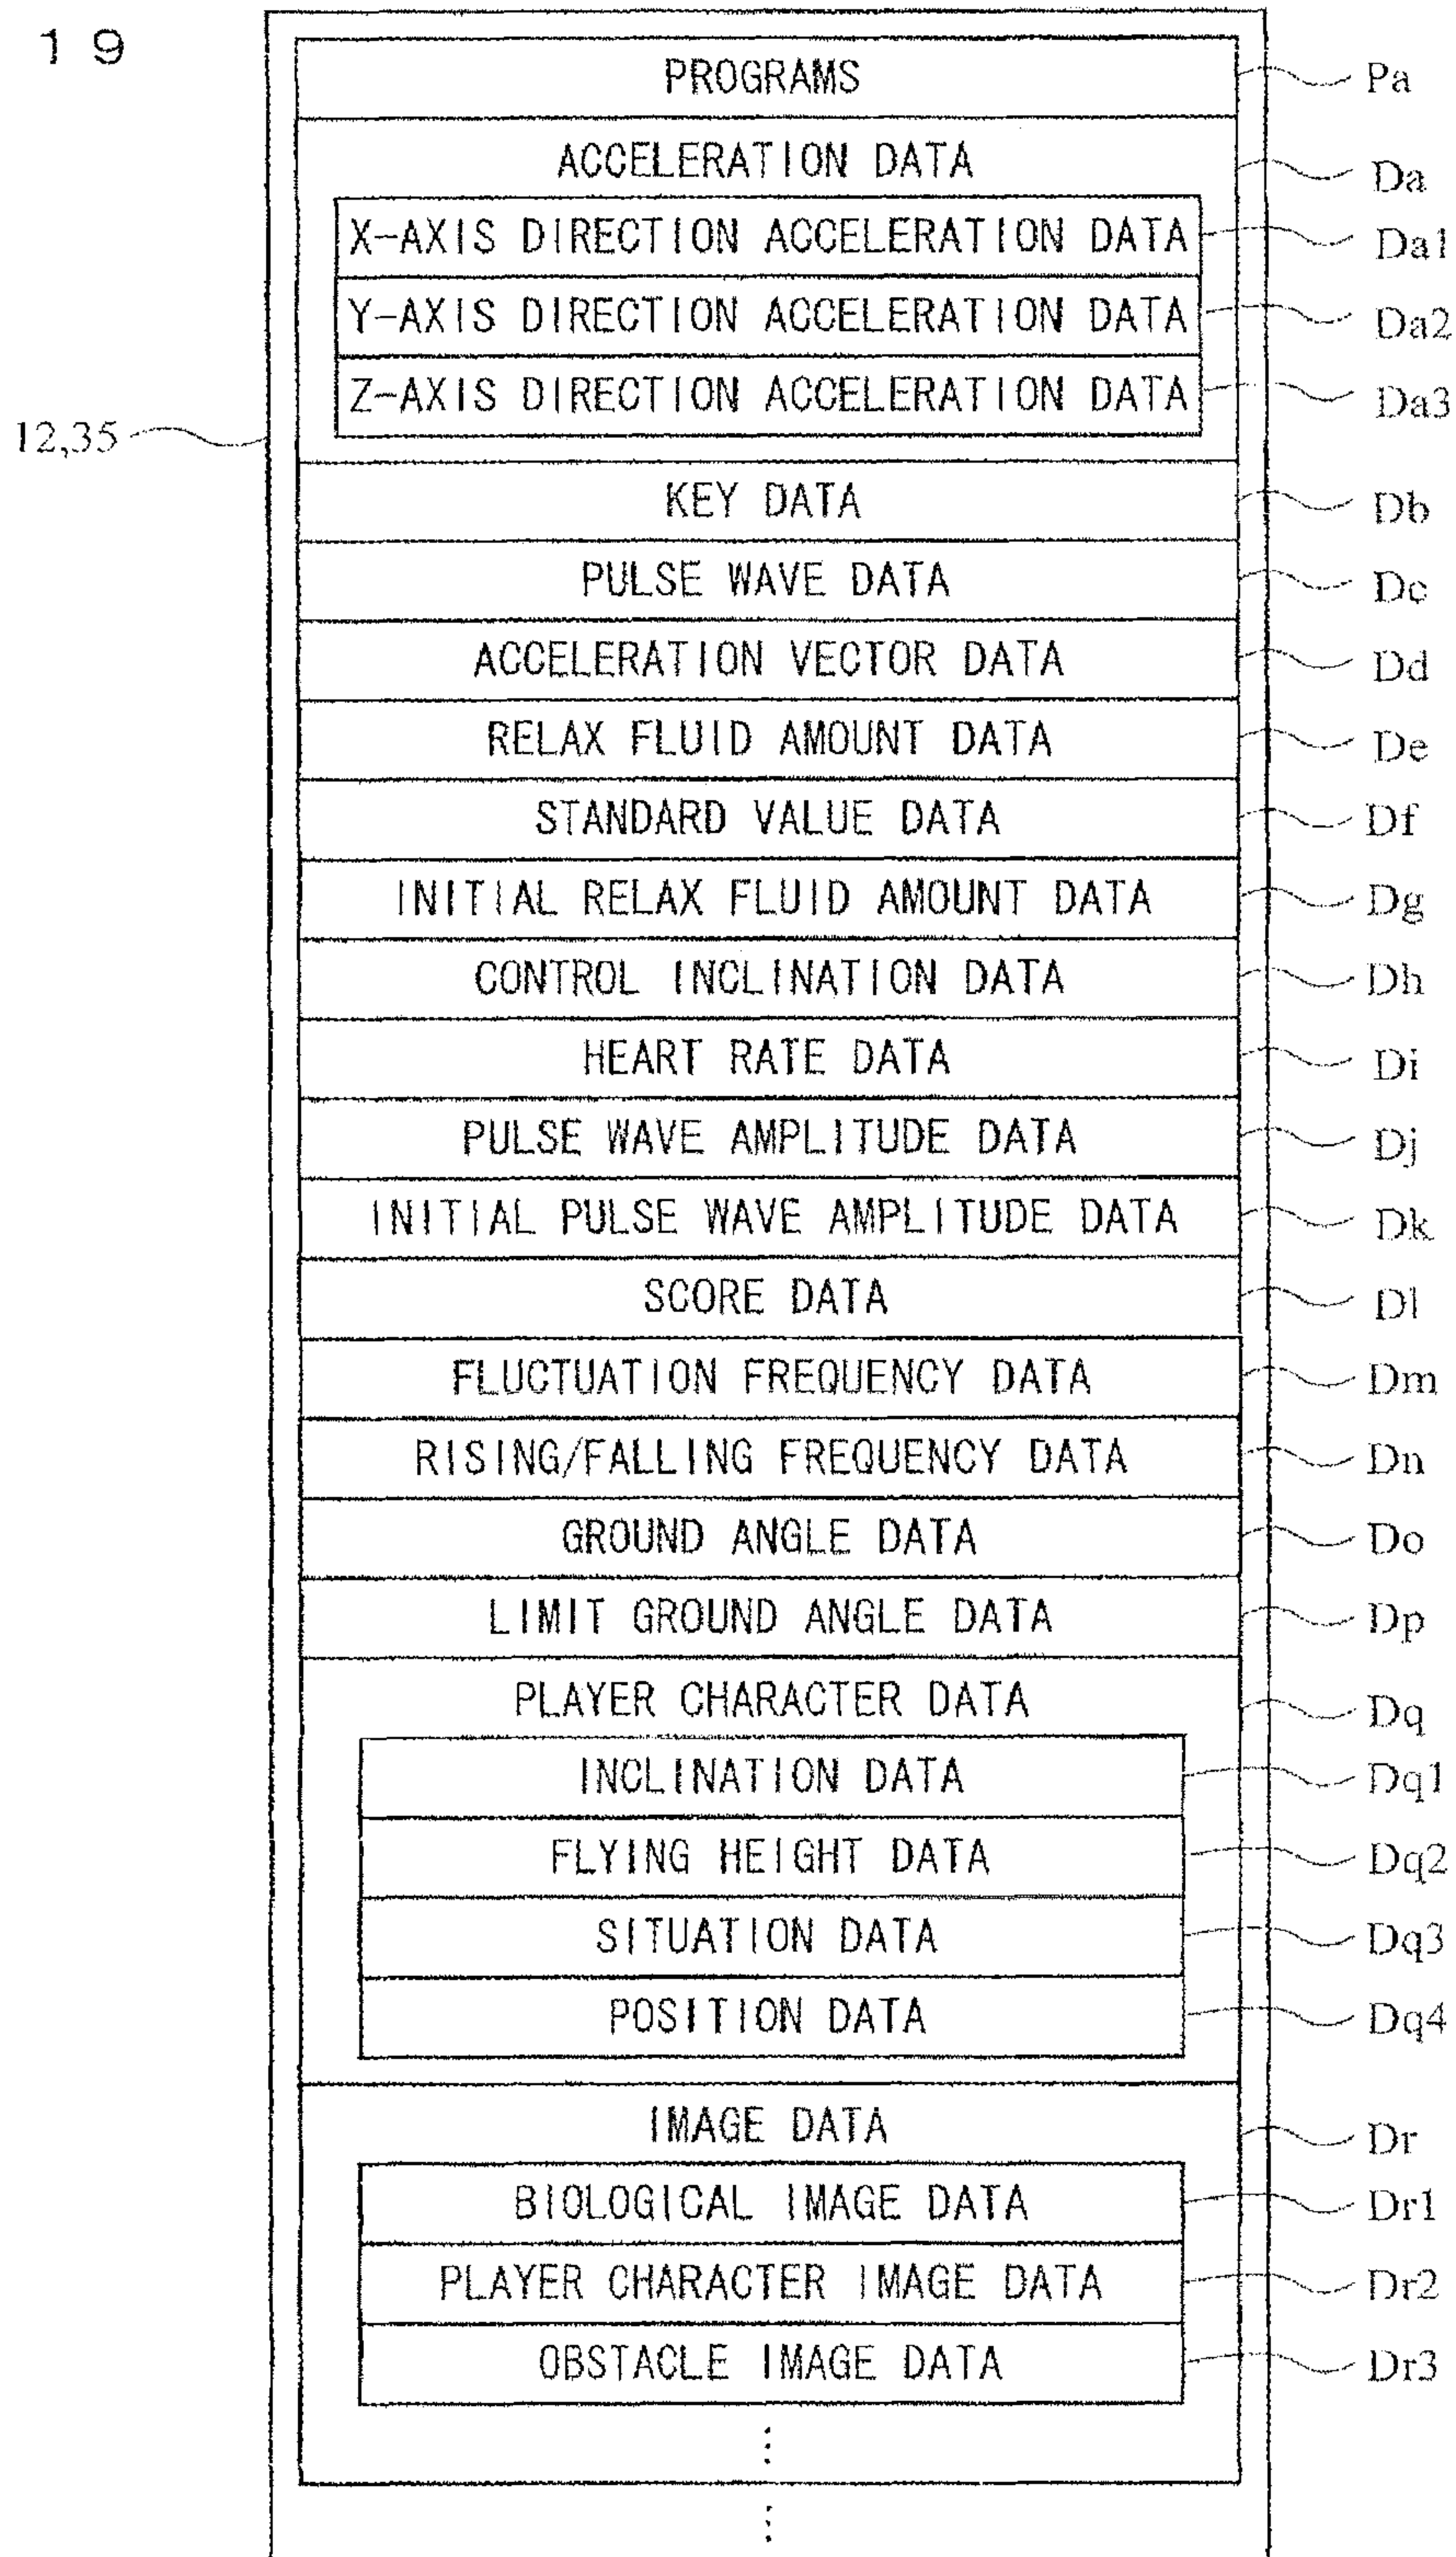 19
PROGRAMS Pa
ACCELERATION DATA Da
X-AXIS DIRECTION ACCELERATION DATA Da1
Y-AXIS DIRECTION ACCELERATION DATA Da2
Z-AXIS DIRECTION ACCELERATION DATA Da3
12,35
KEY DATA Db
PULSE WAVE DATA Dc
ACCELERATION VECTOR DATA Dd
RELAX FLUID AMOUNT DATA De
STANDARD VALUE DATA Df
INITIAL RELAX FLUID AMOUNT DATA Dg
CONTROL INCLINATION DATA Dh
HEART RATE DATA Di
PULSE WAVE AMPLITUDE DATA Dj
INITIAL PULSE WAVE AMPLITUDE DATA Dk
SCORE DATA Dl
FLUCTUATION FREQUENCY DATA Dm
RISING/FALLING FREQUENCY DATA Dn
GROUND ANGLE DATA Do
LIMIT GROUND ANGLE DATA Dp
PLAYER CHARACTER DATA Dq
INCLINATION DATA Dq1
FLYING HEIGHT DATA Dq2
SITUATION DATA Dq3
POSITION DATA Dq4
IMAGE DATA Dr
BIOLOGICAL IMAGE DATA Dr1
PLAYER CHARACTER IMAGE DATA Dr2
OBSTACLE IMAGE DATA Dr3